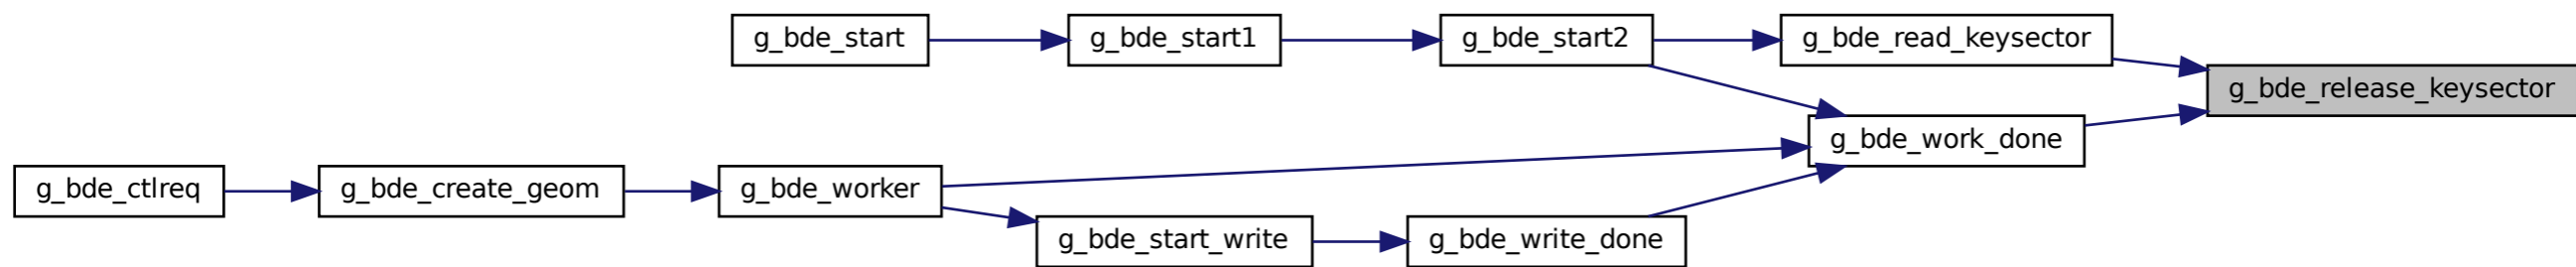 g_bde_start
g_bde_start1
g_bde_start2
g_bde_read_keysector
g_bde_release_keysector
g_bde_work_done
g_bde_ctlreq
g_bde_create_geom
g_bde_worker
g_bde_start_write
g_bde_write_done